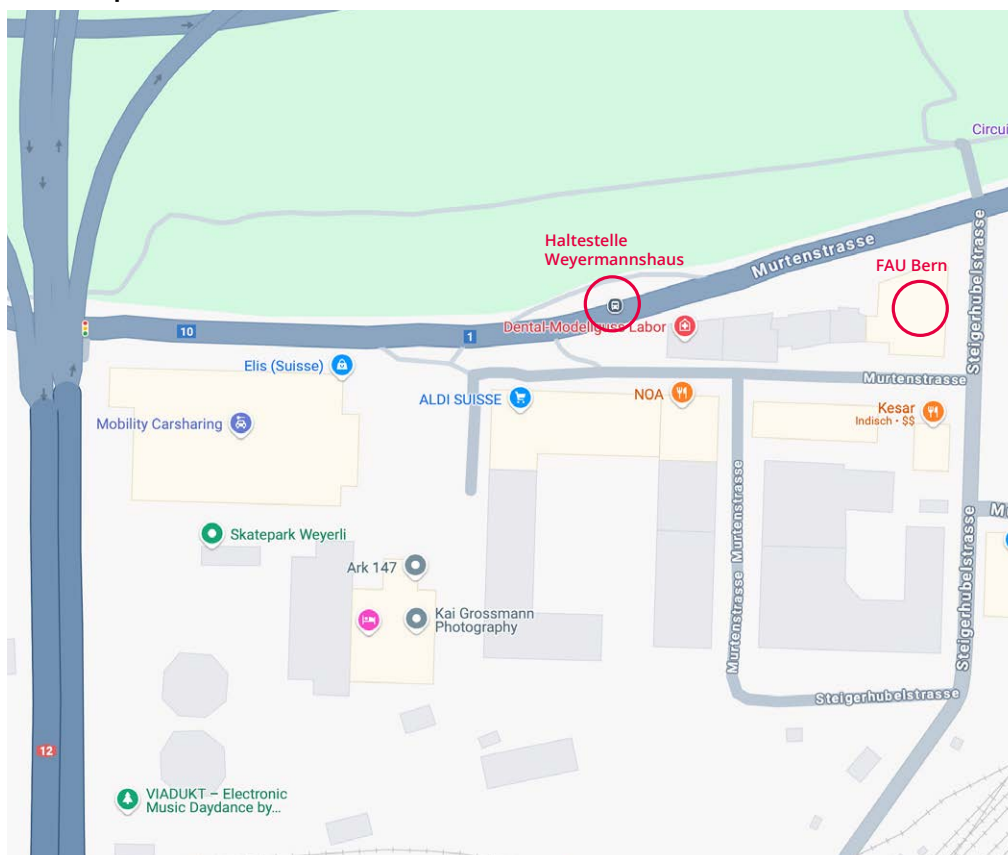 Circui
Haltestelle
Weyermannshaus
Murtenstrasse
FAU Bern
Steigerhubelstrasse
10
1
Dental-Modellguss Labor
Elis (Suisse)
Murtenstrasse
ALDI SUISSE
NOA
Kesar
Indisch • $$
Mobility Carsharing
Murtenstrasse
Murtenstrasse
Steigerhubelstrasse
M
Skatepark Weyerli
Ark 147
Kai Grossmann
Photography
Steigerhubelstrasse
12
VIADUKT – Electronic
Music Daydance by...